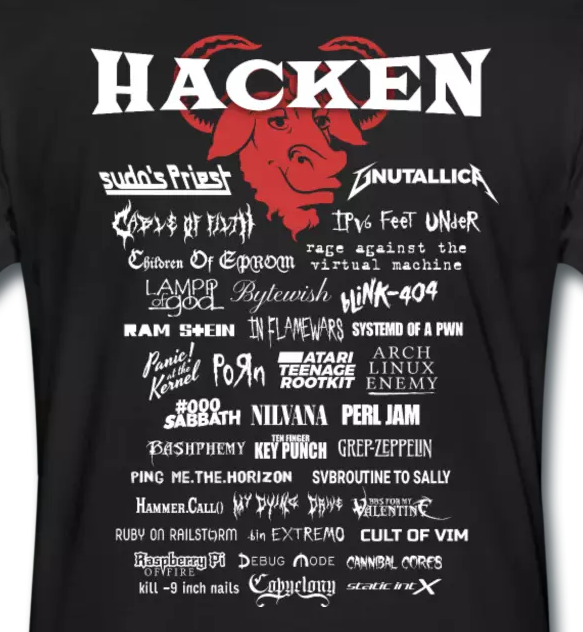 HACKEN
sudo's Priest GNUTALLICA
CABLE OF FILTH IPv6 FEET UNdeR
Children Of EPROM rage against the virtual machine
LAMPP of god Bytewish bLiNK-404
RAM STEIN IN FLAMEWARS SYSTEMD OF A PWN
Panic! at the Kernel PoRn ATARI TEENAGE ROOTKIT ARCH LINUX ENEMY
#000 SABBATH NILVANA PERL JAM
BASHPHEMY TEN FINGER KEY PUNCH GREP-ZEPPELIN
PING ME.THE.HORIZON SVBROUTINE TO SALLY
HAMMER.CALL() MY DYING DRIVE BUS FOR MY VALENTINE
RUBY ON RAILSTORM .bin EXTREMO CULT OF VIM
Raspberry Pi OF FIRE DEBUG MODE CANNIBAL CORES
kill -9 inch nails Copyclony static int X